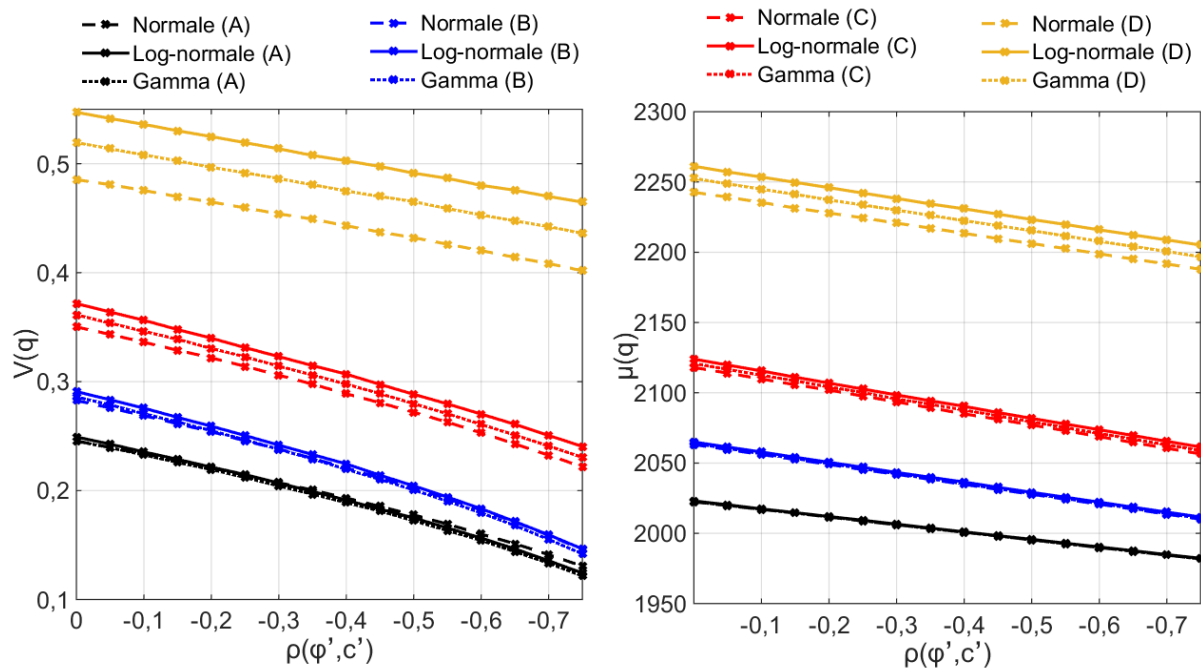 Normale (A)
Log-normale (A)
Gamma (A)
Normale (B)
Log-normale (B)
Gamma (B)
V(q)
0,5
0,4
0,3
0,2
0,1
0 -0,1 -0,2 -0,3 -0,4 -0,5 -0,6 -0,7
ρ(φ’,c’)
Normale (C)
Log-normale (C)
Gamma (C)
Normale (D)
Log-normale (D)
Gamma (D)
μ(q)
2300
2250
2200
2150
2100
2050
2000
1950
-0,1 -0,2 -0,3 -0,4 -0,5 -0,6 -0,7
ρ(φ’,c’)